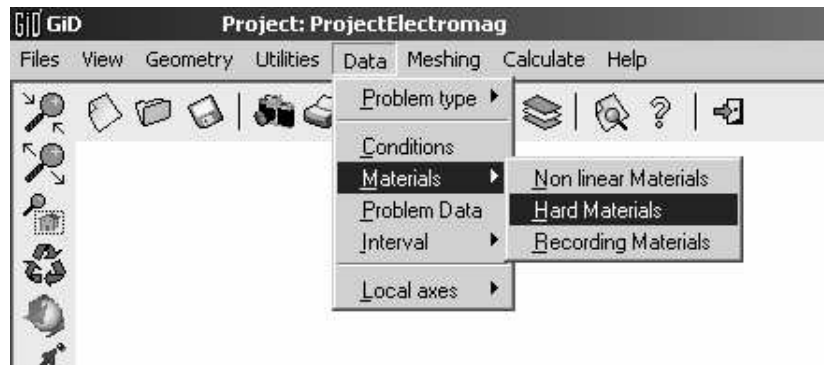 GiD GiD Project: ProjectElectromag
Files View Geometry Utilities Data Meshing Calculate Help
Problem type
Conditions
Materials
Non linear Materials
Hard Materials
Recording Materials
Problem Data
Interval
Local axes